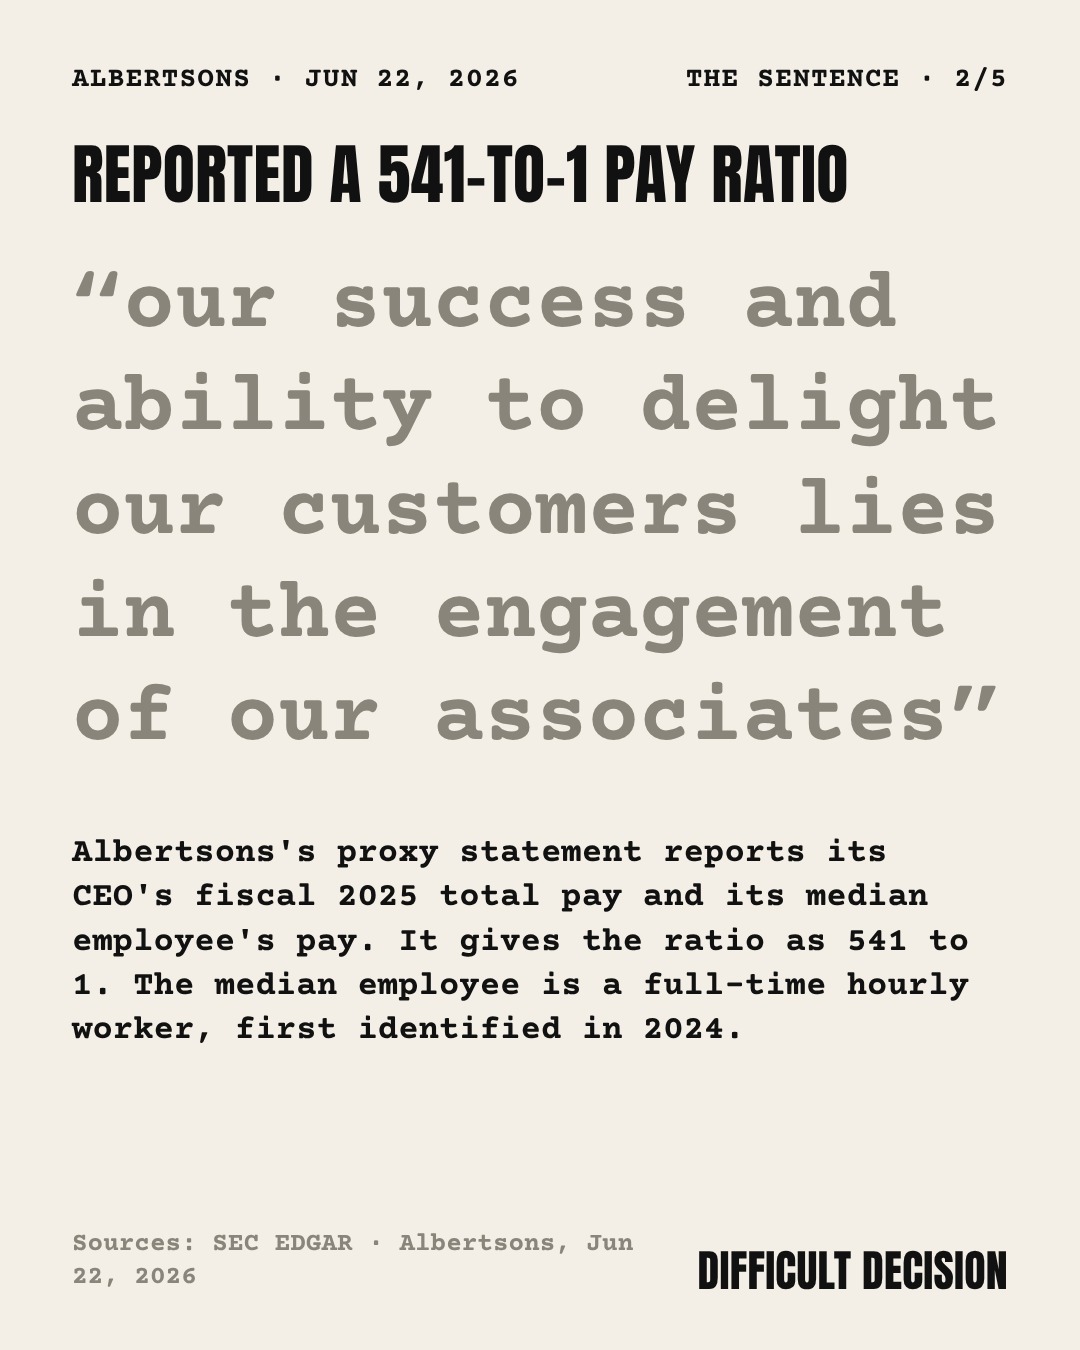 ALBERTSONS · JUN 22, 2026
THE SENTENCE · 2/5
REPORTED A 541-TO-1 PAY RATIO
“our success and
ability to delight
our customers lies
in the engagement
of our associates”
Albertsons's proxy statement reports its
CEO's fiscal 2025 total pay and its median
employee's pay. It gives the ratio as 541 to
1. The median employee is a full-time hourly
worker, first identified in 2024.
Sources: SEC EDGAR · Albertsons, Jun
22, 2026
DIFFICULT DECISION